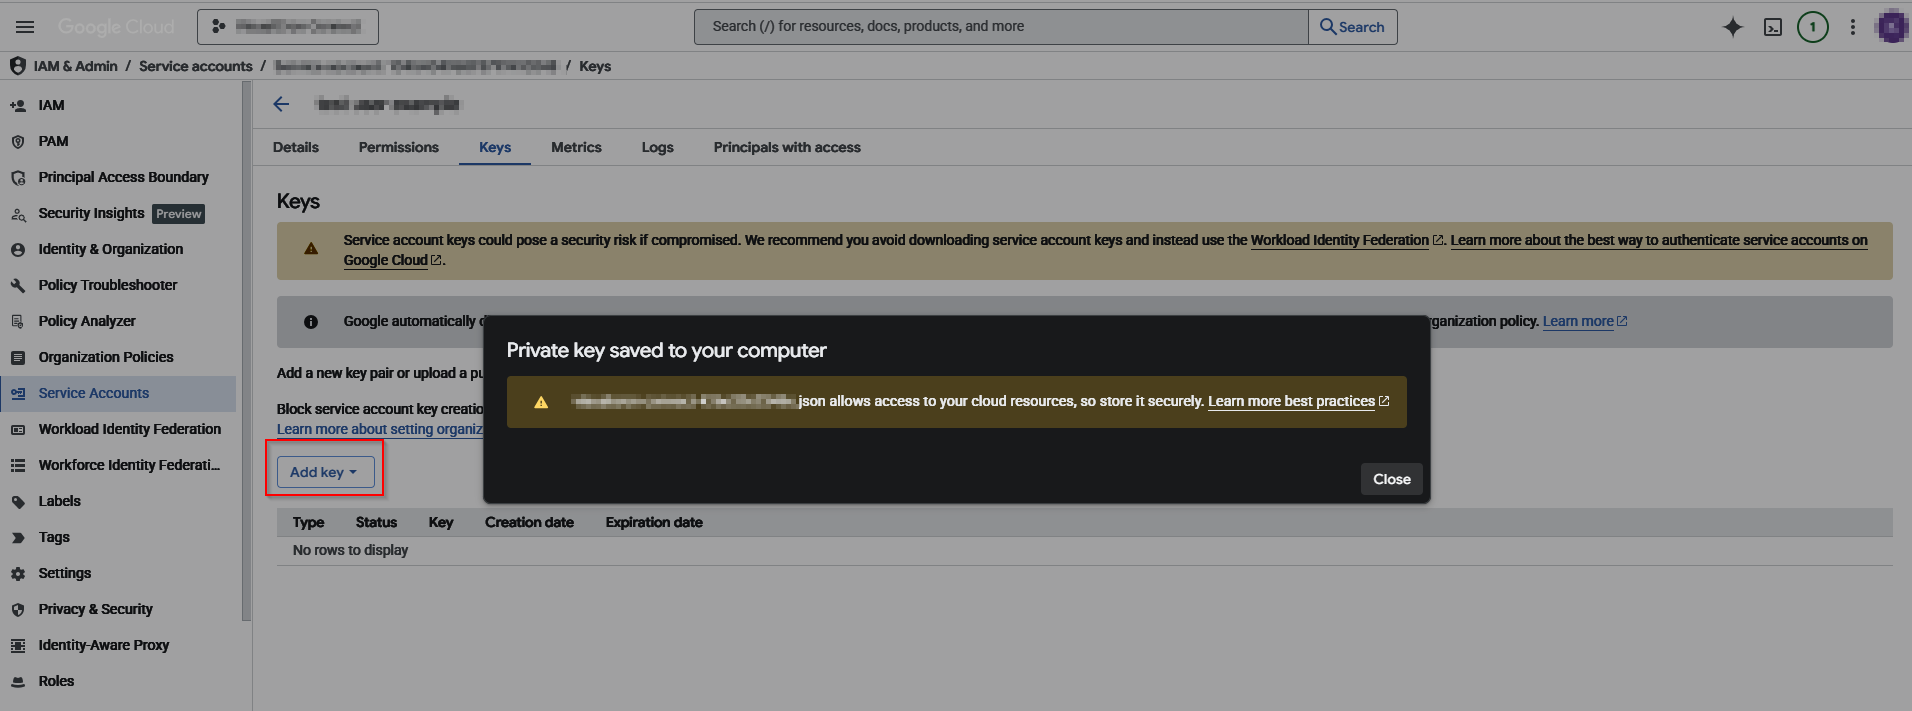 Google Cloud
Search (/) for resources, docs, products, and more
Search
1
IAM & Admin / Service accounts / / Keys
IAM
PAM
Principal Access Boundary
Security Insights Preview
Identity & Organization
Policy Troubleshooter
Policy Analyzer
Organization Policies
Service Accounts
Workload Identity Federation
Workforce Identity Federati...
Labels
Tags
Settings
Privacy & Security
Identity-Aware Proxy
Roles
Details Permissions Keys Metrics Logs Principals with access
Keys
Service account keys could pose a security risk if compromised. We recommend you avoid downloading service account keys and instead use the Workload Identity Federation. Learn more about the best way to authenticate service accounts on
Google Cloud.
Google automatically rganization policy. Learn more
Add a new key pair or upload a pu
Block service account key creatio
Learn more about setting organiz
Add key
Private key saved to your computer
.json allows access to your cloud resources, so store it securely. Learn more best practices
Close
Type Status Key Creation date Expiration date
No rows to display